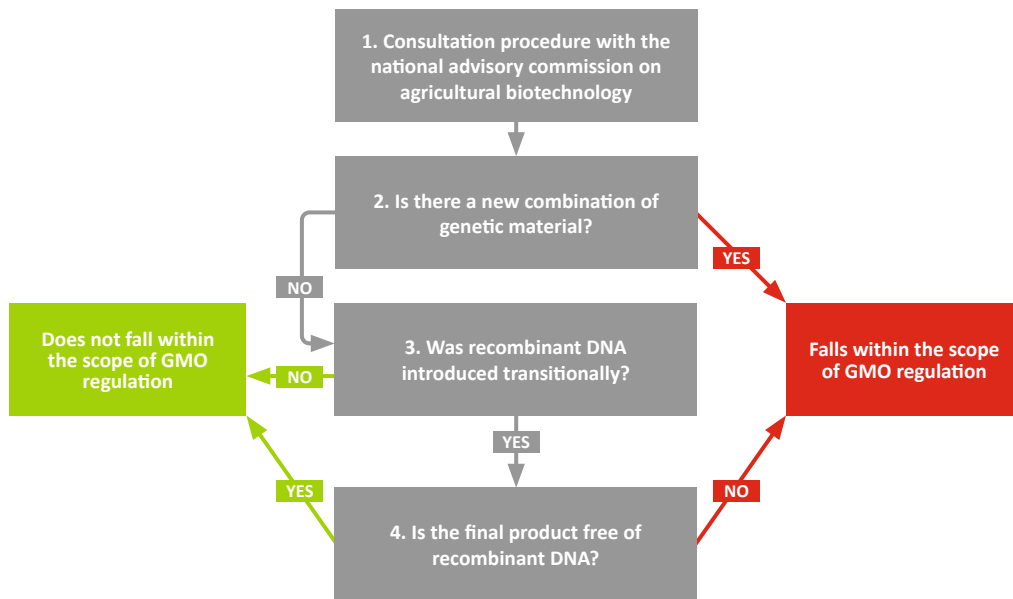 1. Consultation procedure with the
national advisory commission on
agricultural biotechnology
2. Is there a new combination of
genetic material?
YES
NO
Does not fall within
the scope of GMO
regulation
3. Was recombinant DNA
introduced transitionally?
Falls within the scope
of GMO regulation
NO
YES
YES
NO
4. Is the final product free of
recombinant DNA?